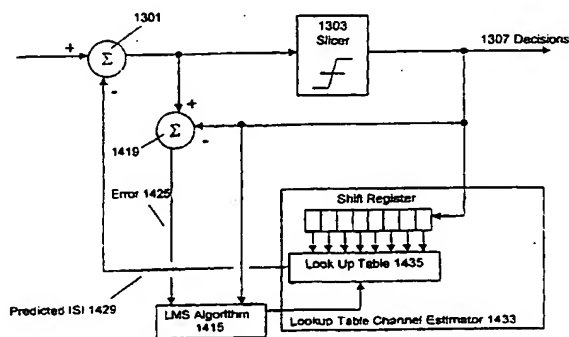 1301
1303
Slicer
1307 Decisions
+
Σ
-
+
Σ
-
1419
Error 1425
Shift Register
Look Up Table 1435
Predicted ISI 1429
LMS Algorithm
1415
Lookup Table Channel Estimator 1433